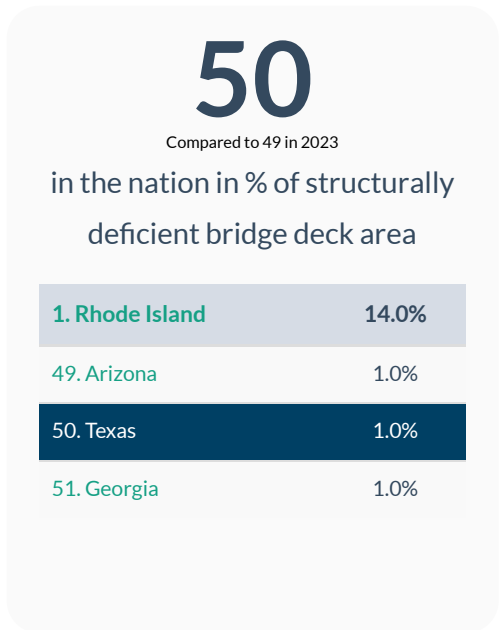 50
Compared to 49 in 2023
in the nation in % of structurally
deficient bridge deck area
1. Rhode Island 14.0%
49. Arizona 1.0%
50. Texas 1.0%
51. Georgia 1.0%